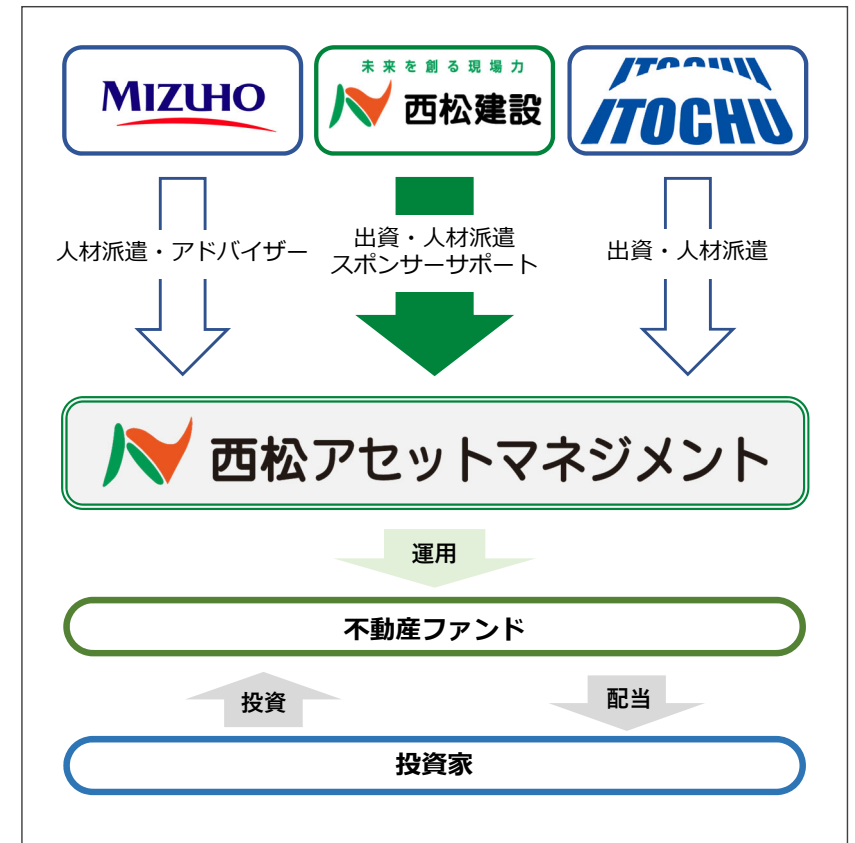 MIZUHO
未来を創る現場力
西松建設
ITOCHU
ITOCHU
人材派遣・アドバイザー
出資・人材派遣
スポンサーサポート
出資・人材派遣
西松アセットマネジメント
運用
不動産ファンド
投資
配当
投資家